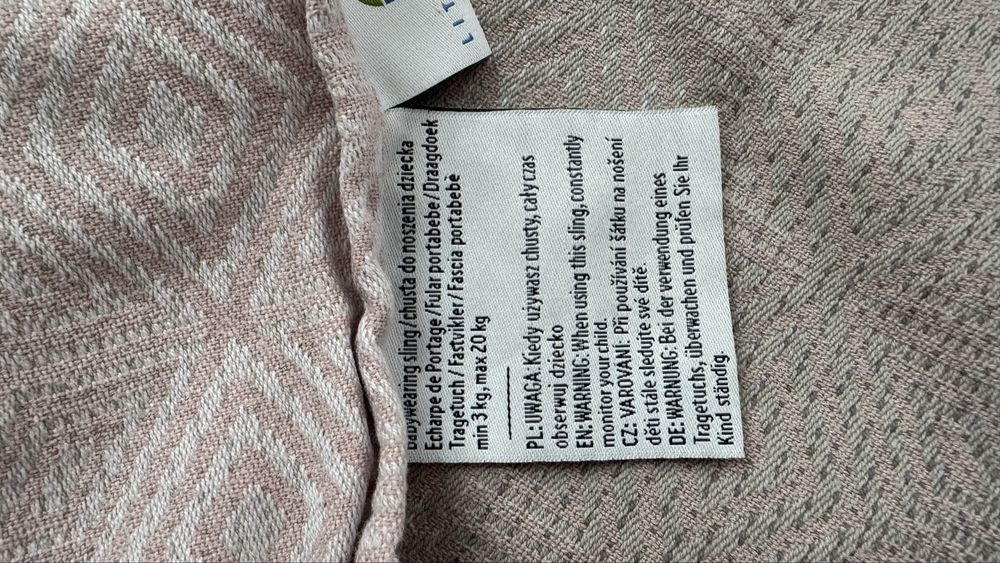 LIT
babywearing sling/chusta do noszenia dziecka
Echarpe de Portage/Fular portabebe/Draagdoek
Tragetuch/Fastvikler/Fascia portabebè
min 3 kg, max 20 kg
PL:UWAGA:Kiedy używasz chusty, całyczas
obserwuj dziecko
EN:WARNING:When using this sling,constantly
monitor your child.
CZ: VAROVANI: Při používání šátku na nošení
dětí stále sledujte své dítě.
DE:WARNUNG: Bei der verwendung eines
Tragetuchs, überwachen und prüfen Sie Ihr
Kind ständig.